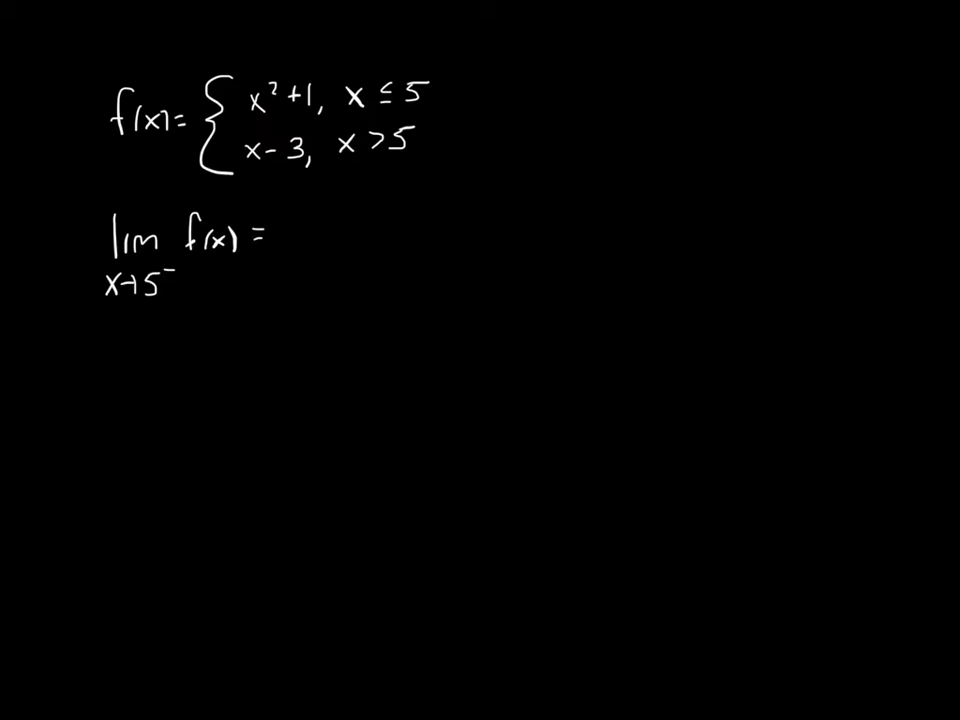 f(x) = { x² + 1, x ≤ 5
x - 3, x > 5
lim f(x) =
x→5⁻